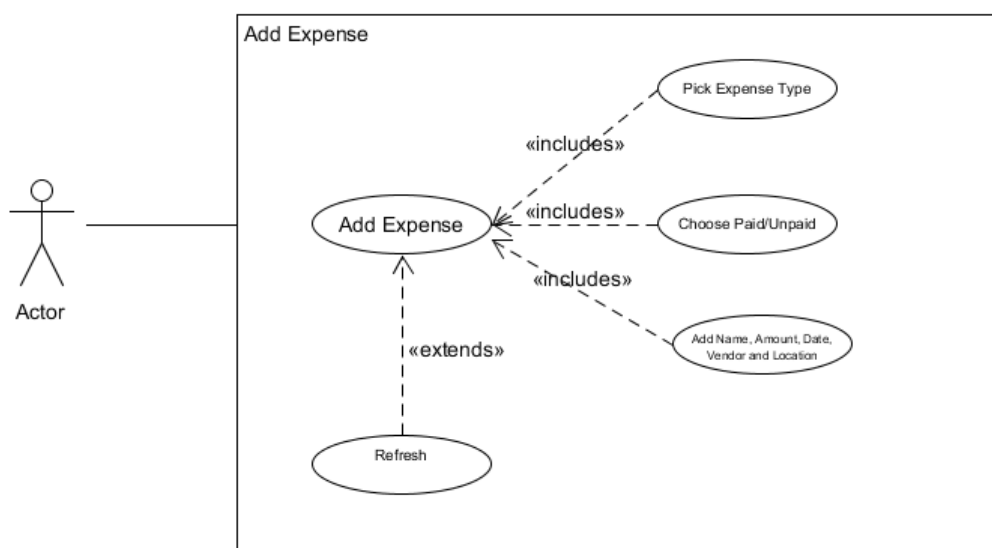 Add Expense
Pick Expense Type
«includes»
Add Expense
«includes»
Choose Paid/Unpaid
«includes»
Actor
Add Name, Amount, Date,
Vendor and Location
«extends»
Refresh